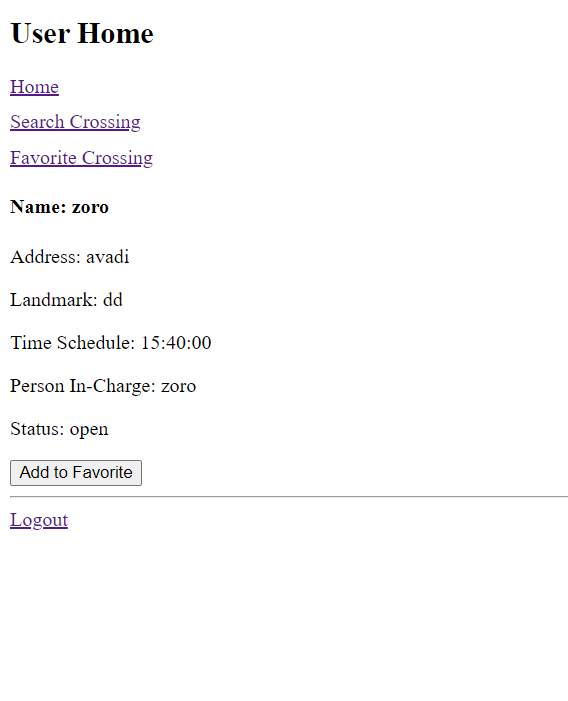 User Home
Home
Search Crossing
Favorite Crossing
Name: zoro
Address: avadi
Landmark: dd
Time Schedule: 15:40:00
Person In-Charge: zoro
Status: open
Add to Favorite
Logout